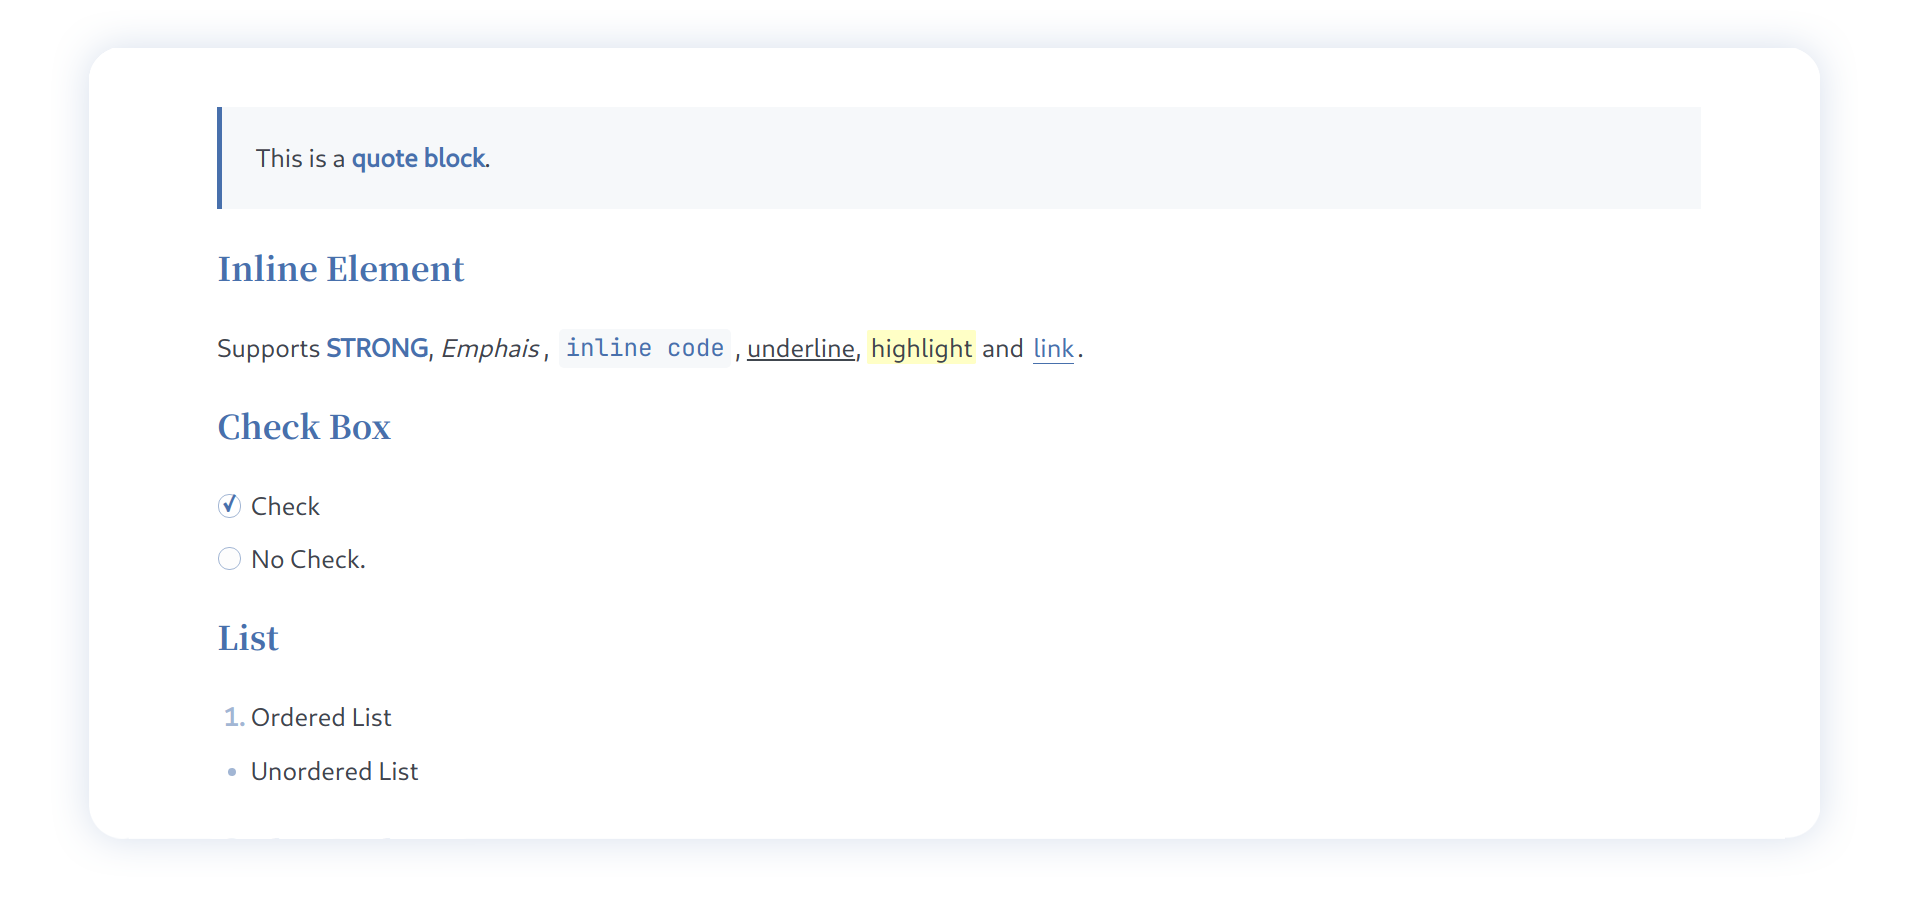 This is a quote block.
Inline Element
Supports STRONG, Emphais, inline code, underline, highlight and link.
Check Box
Check
No Check.
List
1. Ordered List
• Unordered List